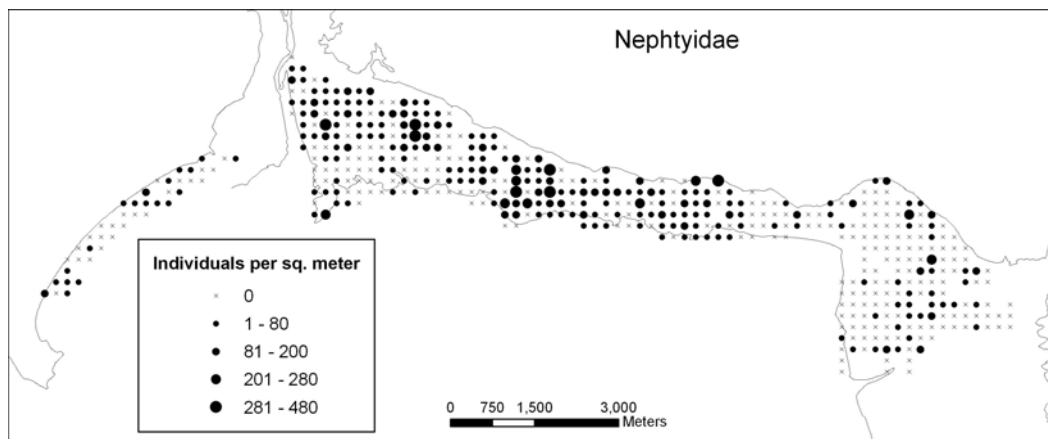 Nephtyidae
Individuals per sq. meter
0
1 - 80
81 - 200
201 - 280
281 - 480
0 750 1,500 3,000
Meters